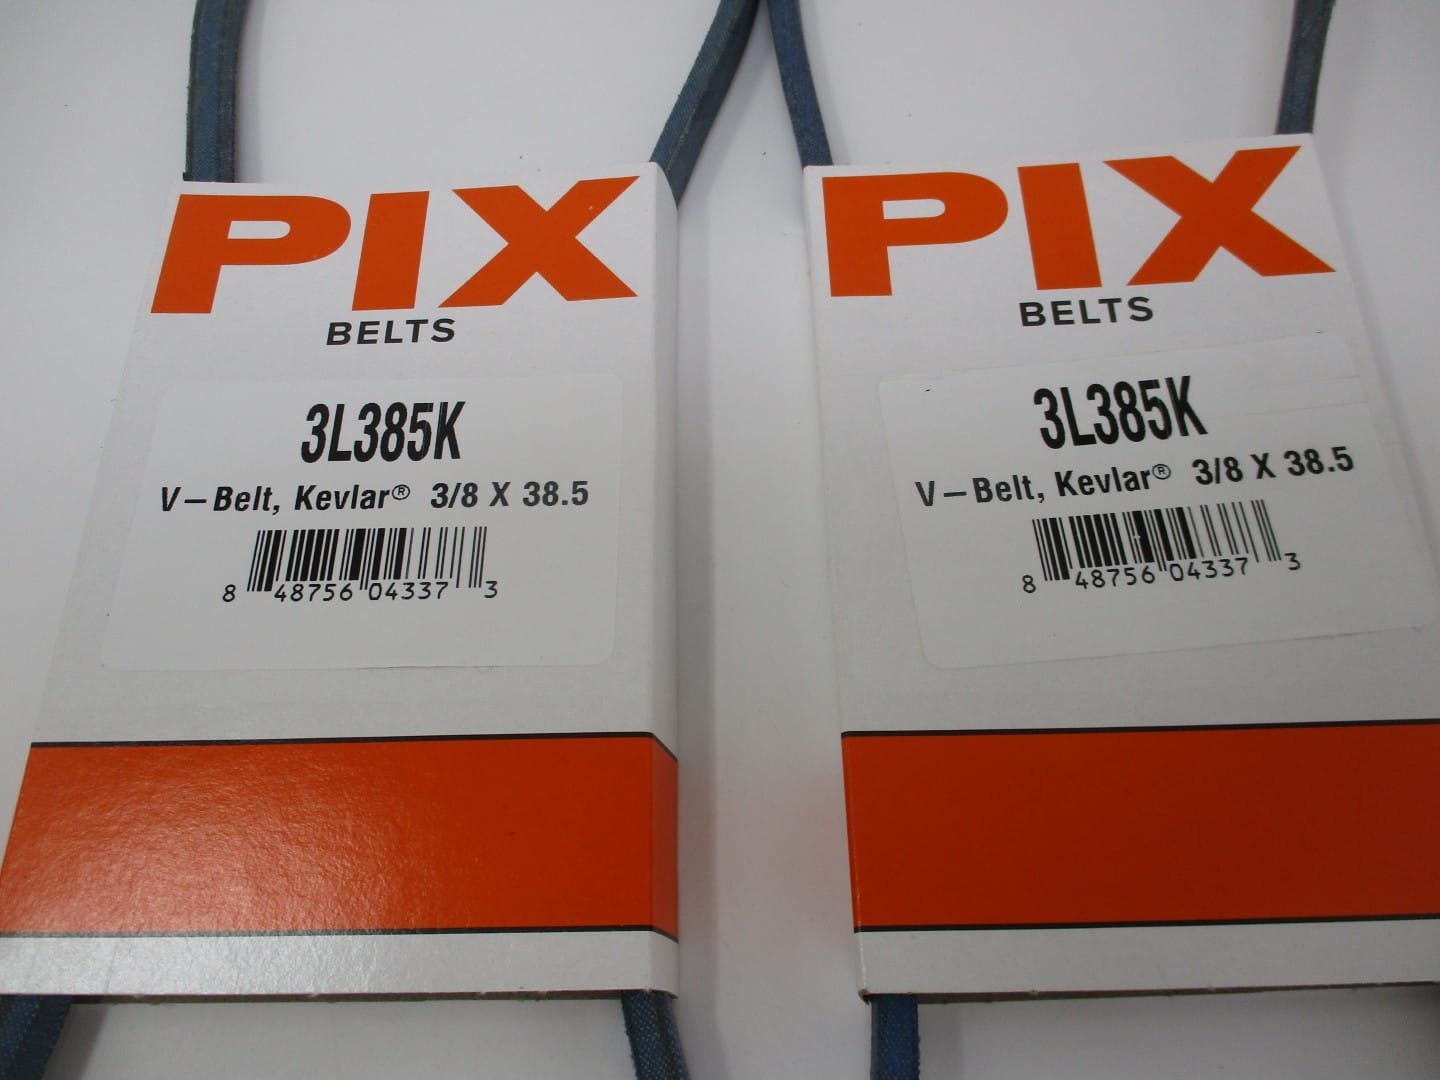 PIX
BELTS
3L385K
V-Belt, Kevlar® 3/8 X 38.5
8 48756 04337 3
PIX
BELTS
3L385K
V-Belt, Kevlar® 3/8 X 38.5
8 48756 04337 3